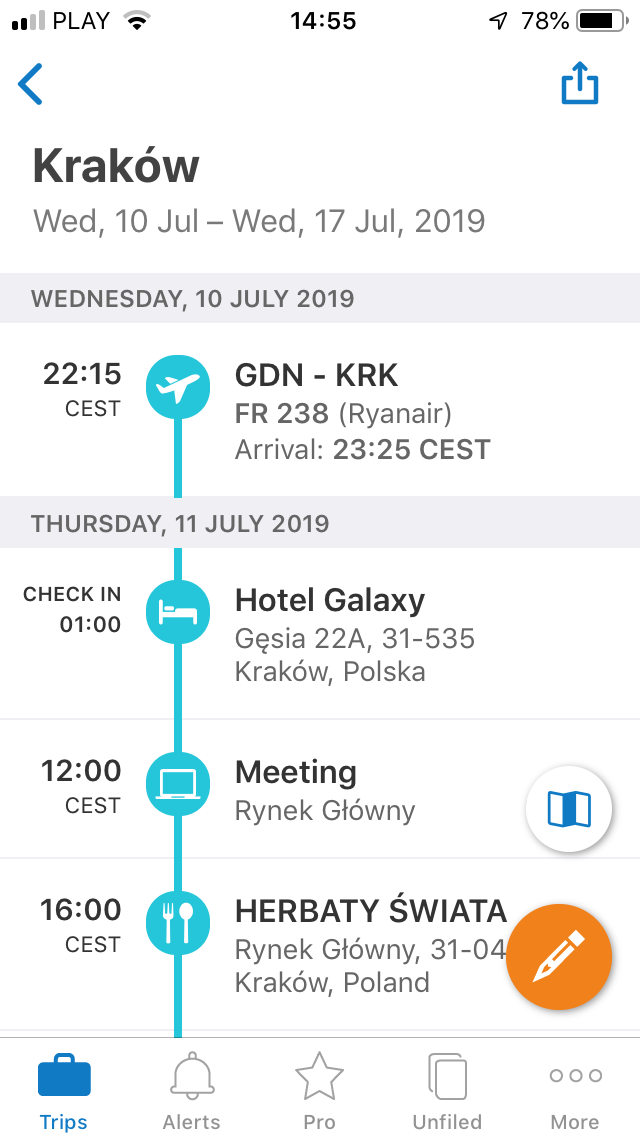 PLAY 14:55 78%
Kraków
Wed, 10 Jul – Wed, 17 Jul, 2019
WEDNESDAY, 10 JULY 2019
22:15 GDN - KRK
CEST FR 238 (Ryanair)
Arrival: 23:25 CEST
THURSDAY, 11 JULY 2019
CHECK IN Hotel Galaxy
01:00 Gęsia 22A, 31-535
Kraków, Polska
12:00 Meeting
CEST Rynek Główny
16:00 HERBATY ŚWIATA
CEST Rynek Główny, 31-04
Kraków, Poland
Trips Alerts Pro Unfiled More